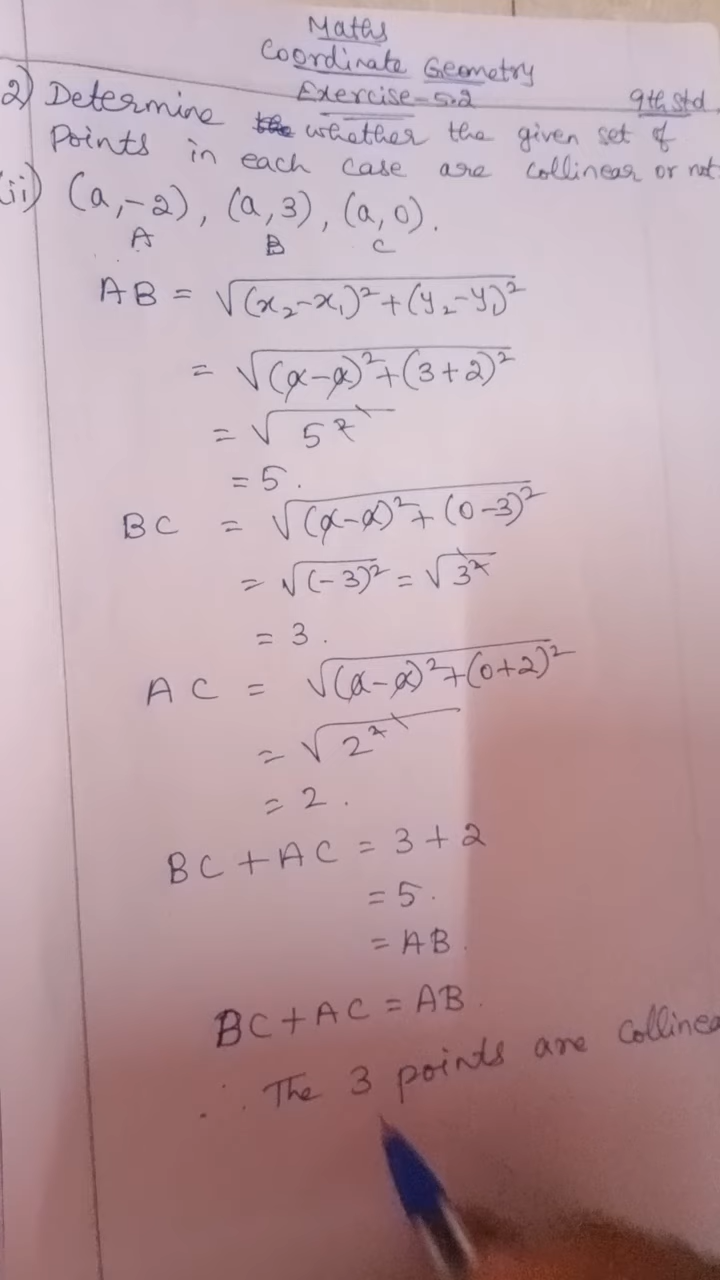 Maths
Coordinate Geometry
Exercise-5.2
9th std
2) Determine whether the given set of
Points in each case are collinear or not.
(ii) (a,-2), (a,3), (a,0).
A B C
AB = √(x₂-x₁)²+(y₂-y₁)²
= √(a-a)²+(3+2)²
= √5²
= 5.
BC = √(a-a)²+(0-3)²
= √(-3)² = √3²
= 3.
AC = √(a-a)²+(0+2)²
= √2²
= 2.
BC+AC = 3+2
= 5.
= AB.
BC+AC = AB.
∴ The 3 points are collinea